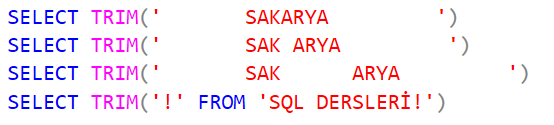 SELECT TRIM('       SAKARYA         ')
SELECT TRIM('       SAK ARYA         ')
SELECT TRIM('       SAK      ARYA         ')
SELECT TRIM('!' FROM 'SQL DERSLERİ!')